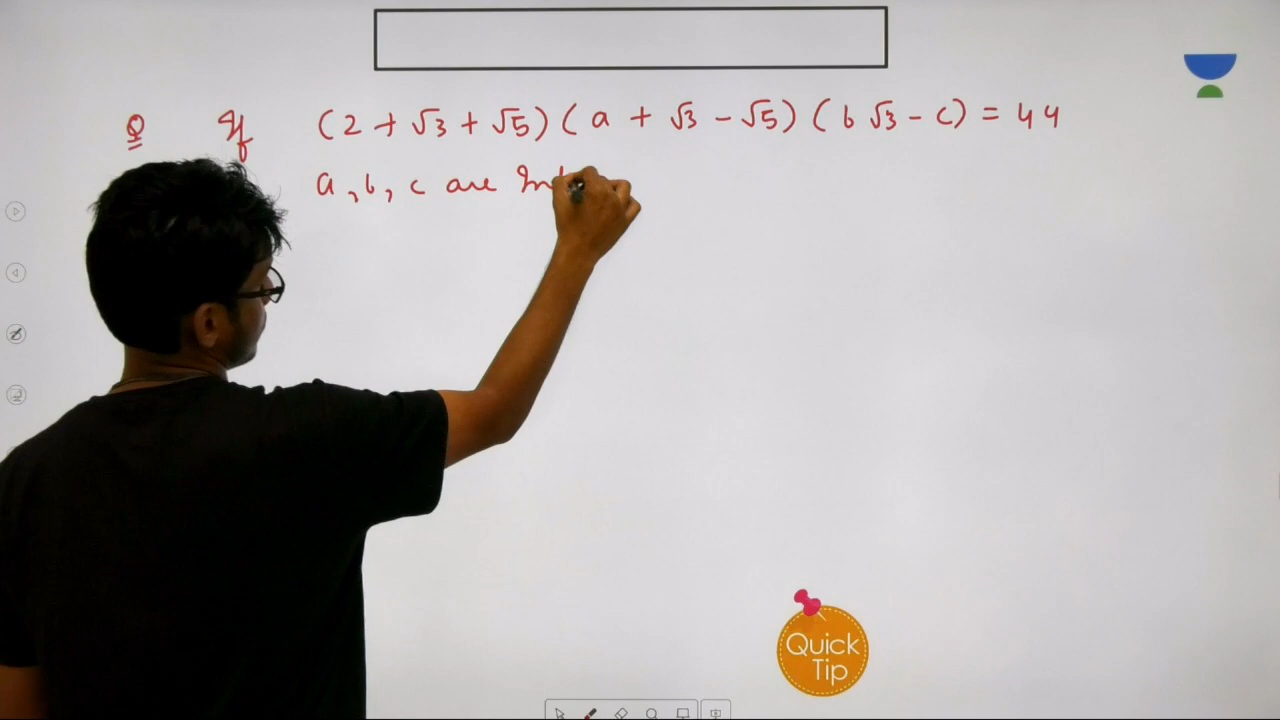 Q If (2 + √3 + √5) (a + √3 - √5) (b √3 - c) = 44
a, b, c are
Quick
Tip